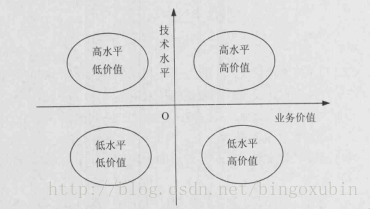 技
术
水
平
高水平
低价值
高水平
高价值
O
业务价值
低水平
低价值
低水平
高价值
http://blog.csdn.net/bingoxubin